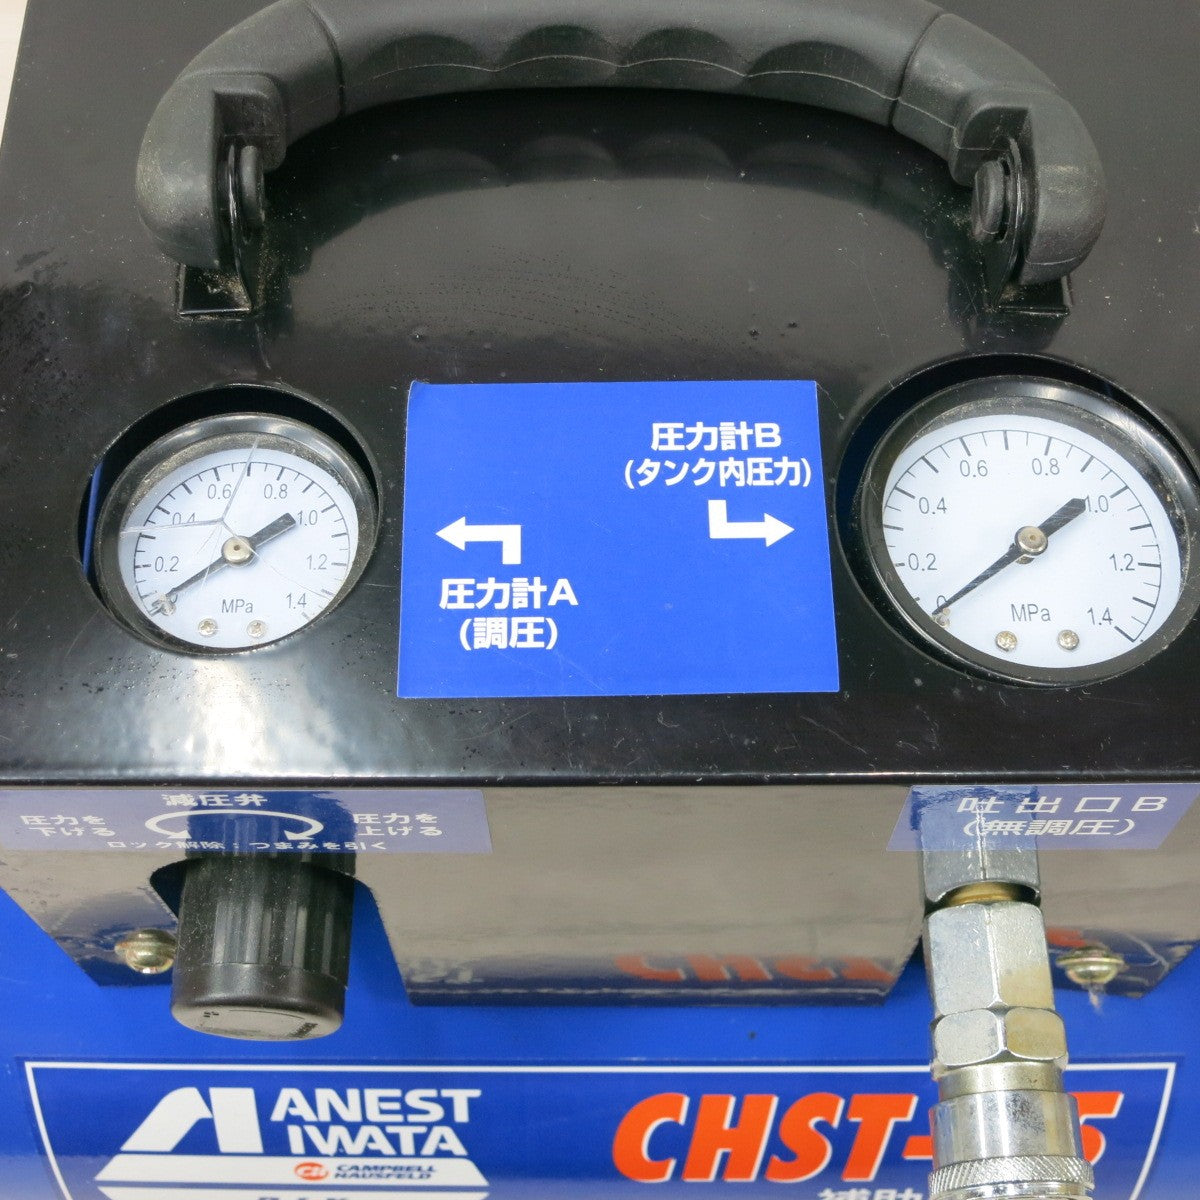 圧力計B
(タンク内圧力)
圧力計A
(調圧)
0.2
0.4
0.6
0.8
1.0
1.2
1.4
MPa
0
0.2
0.4
0.6
0.8
1.0
1.2
1.4
MPa
減圧弁
圧力を
下げる
圧力を
上げる
ロック解除:つまみを引く
吐出口B
(無調圧)
ANEST
IWATA
CAMPBELL
HAUSFELD
CHST-
補助